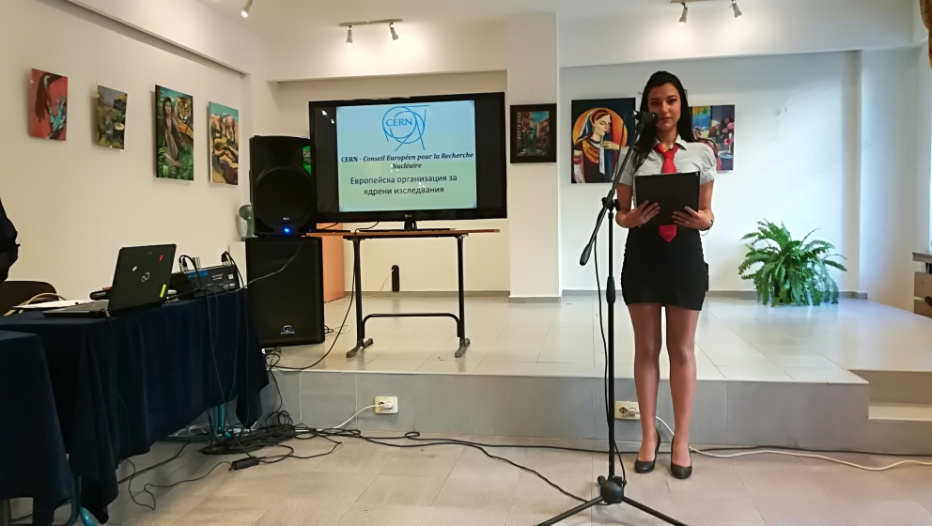 CERN
CERN - Conseil Européen pour la Recherche
Nucléaire
Европейска организация за
ядрени изследвания